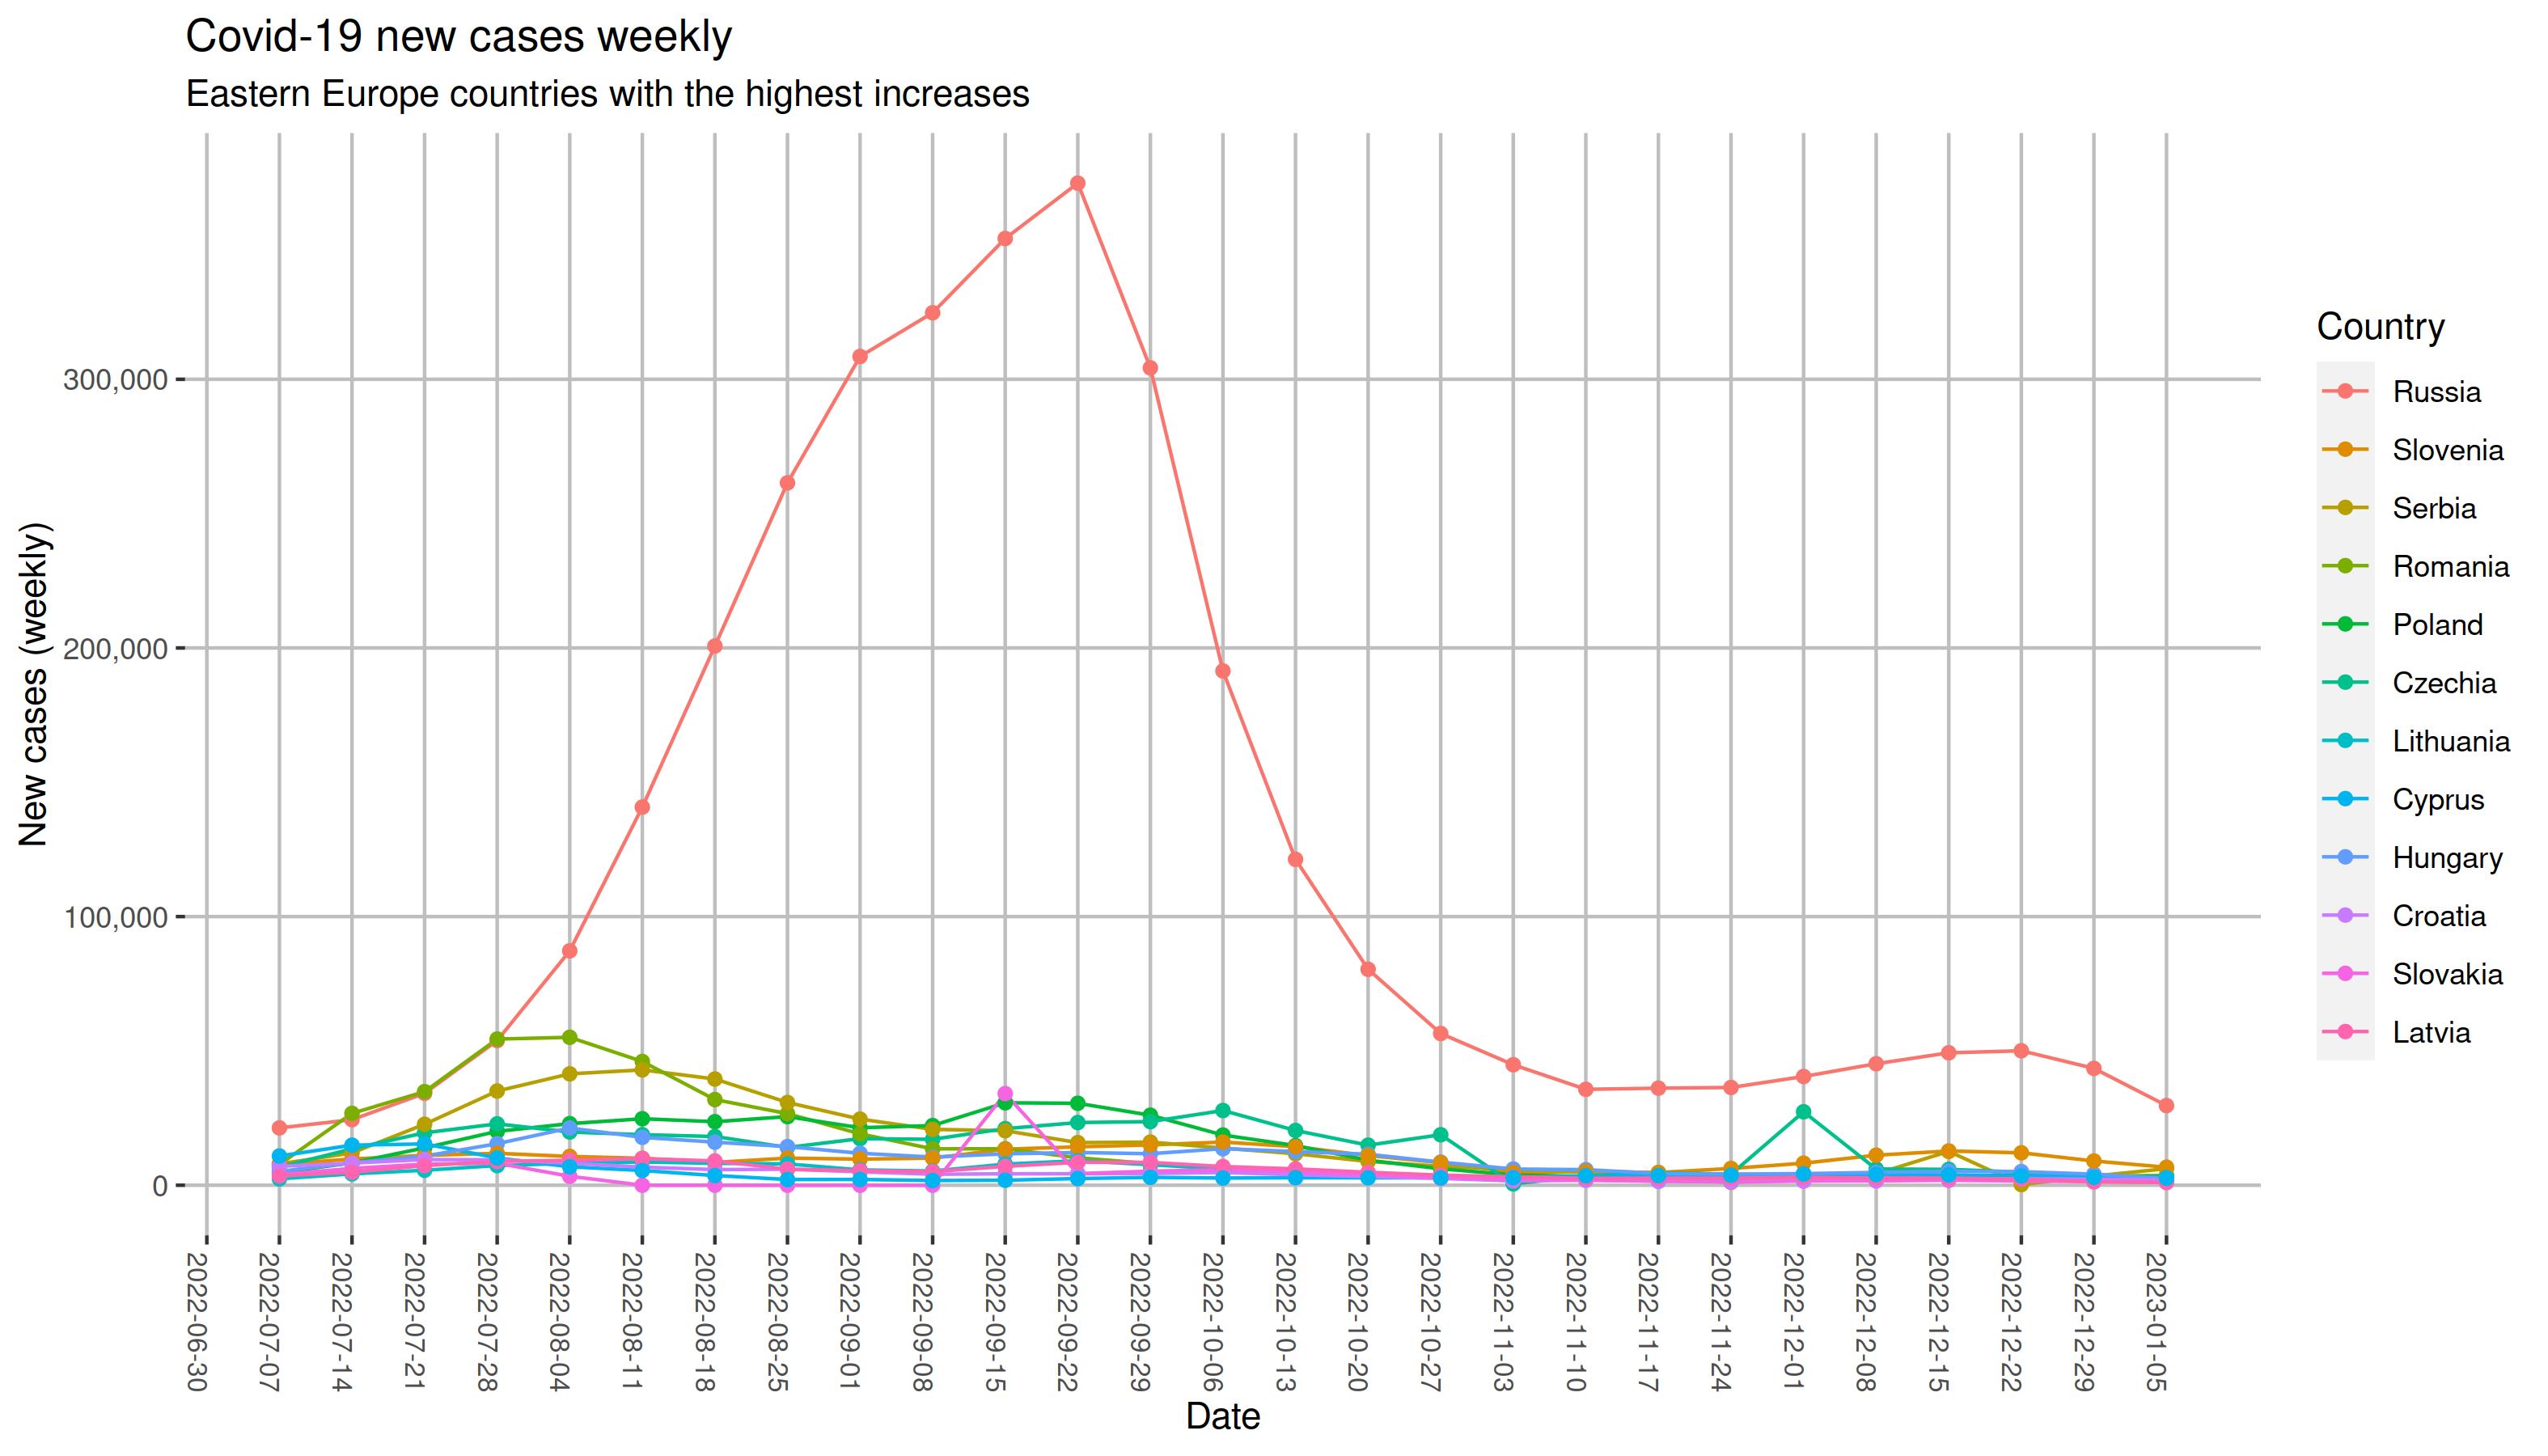 Covid-19 new cases weekly
Eastern Europe countries with the highest increases
New cases (weekly)
300,000
200,000
100,000
0
2022-06-30
2022-07-07
2022-07-14
2022-07-21
2022-07-28
2022-08-04
2022-08-11
2022-08-18
2022-08-25
2022-09-01
2022-09-08
2022-09-15
2022-09-22
2022-09-29
2022-10-06
2022-10-13
2022-10-20
2022-10-27
2022-11-03
2022-11-10
2022-11-17
2022-11-24
2022-12-01
2022-12-08
2022-12-15
2022-12-22
2022-12-29
2023-01-05
Date
Country
Russia
Slovenia
Serbia
Romania
Poland
Czechia
Lithuania
Cyprus
Hungary
Croatia
Slovakia
Latvia